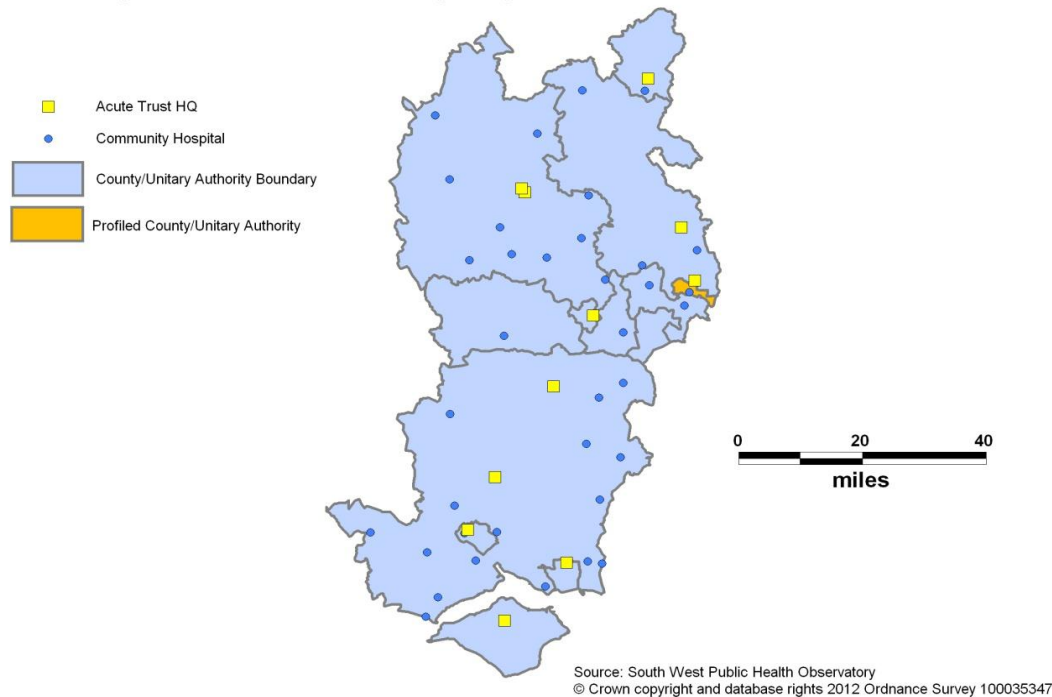 Acute Trust HQ
Community Hospital
County/Unitary Authority Boundary
Profiled County/Unitary Authority
0 20 40
miles
Source: South West Public Health Observatory
© Crown copyright and database rights 2012 Ordnance Survey 100035347